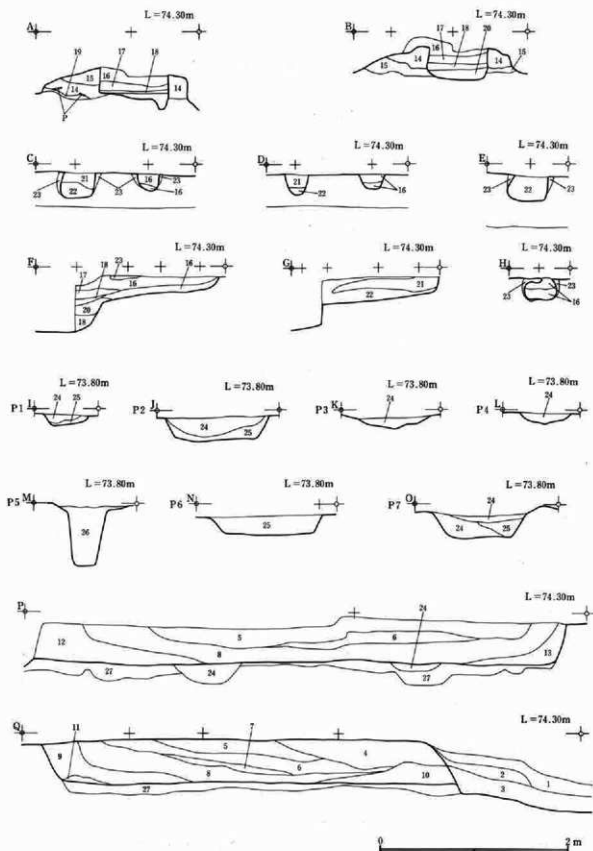 A L=74.30m
19 17 18
15 16
14 14
P
B L=74.30m
17 18 20
16
14 14 15
15
C L=74.30m
21 16 23
22
23 23 16
D L=74.30m
21
22 16
E L=74.30m
23 22 23
F L=74.30m
17 18 23 16
16
20
18
G L=74.30m
21
22
H L=74.30m
23 23
16
P1 I L=73.80m
24 25
P2 J L=73.80m
24 25
P3 K L=73.80m
24
P4 L L=73.80m
24
P5 M L=73.80m
26
P6 N L=73.80m
25
P7 O L=73.80m
24
24 25
P L=74.30m
24
12 5 6
8 13
27 24 27
Q L=74.30m
11 7
9 5 4
6
8 10 2 1
27 3
0 2 m